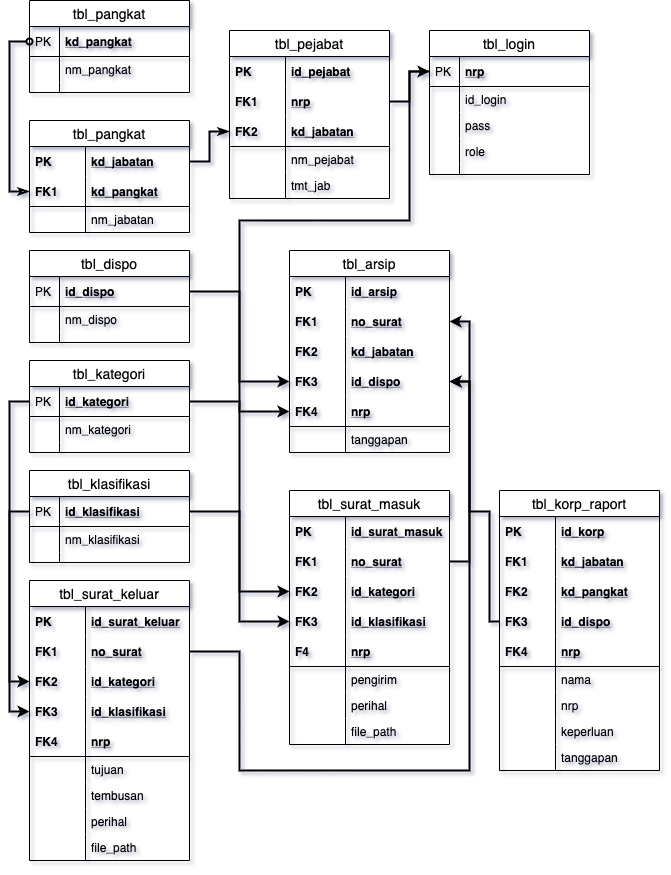 tbl_pangkat
PK kd_pangkat
nm_pangkat
tbl_pangkat
PK kd_jabatan
FK1 kd_pangkat
nm_jabatan
tbl_pejabat
PK id_pejabat
FK1 nrp
FK2 kd_jabatan
nm_pejabat
tmt_jab
tbl_login
PK nrp
id_login
pass
role
tbl_dispo
PK id_dispo
nm_dispo
tbl_kategori
PK id_kategori
nm_kategori
tbl_klasifikasi
PK id_klasifikasi
nm_klasifikasi
tbl_surat_keluar
PK id_surat_keluar
FK1 no_surat
FK2 id_kategori
FK3 id_klasifikasi
FK4 nrp
tujuan
tembusan
perihal
file_path
tbl_arsip
PK id_arsip
FK1 no_surat
FK2 kd_jabatan
FK3 id_dispo
FK4 nrp
tanggapan
tbl_surat_masuk
PK id_surat_masuk
FK1 no_surat
FK2 id_kategori
FK3 id_klasifikasi
F4 nrp
pengirim
perihal
file_path
tbl_korp_raport
PK id_korp
FK1 kd_jabatan
FK2 kd_pangkat
FK3 id_dispo
FK4 nrp
nama
nrp
keperluan
tanggapan